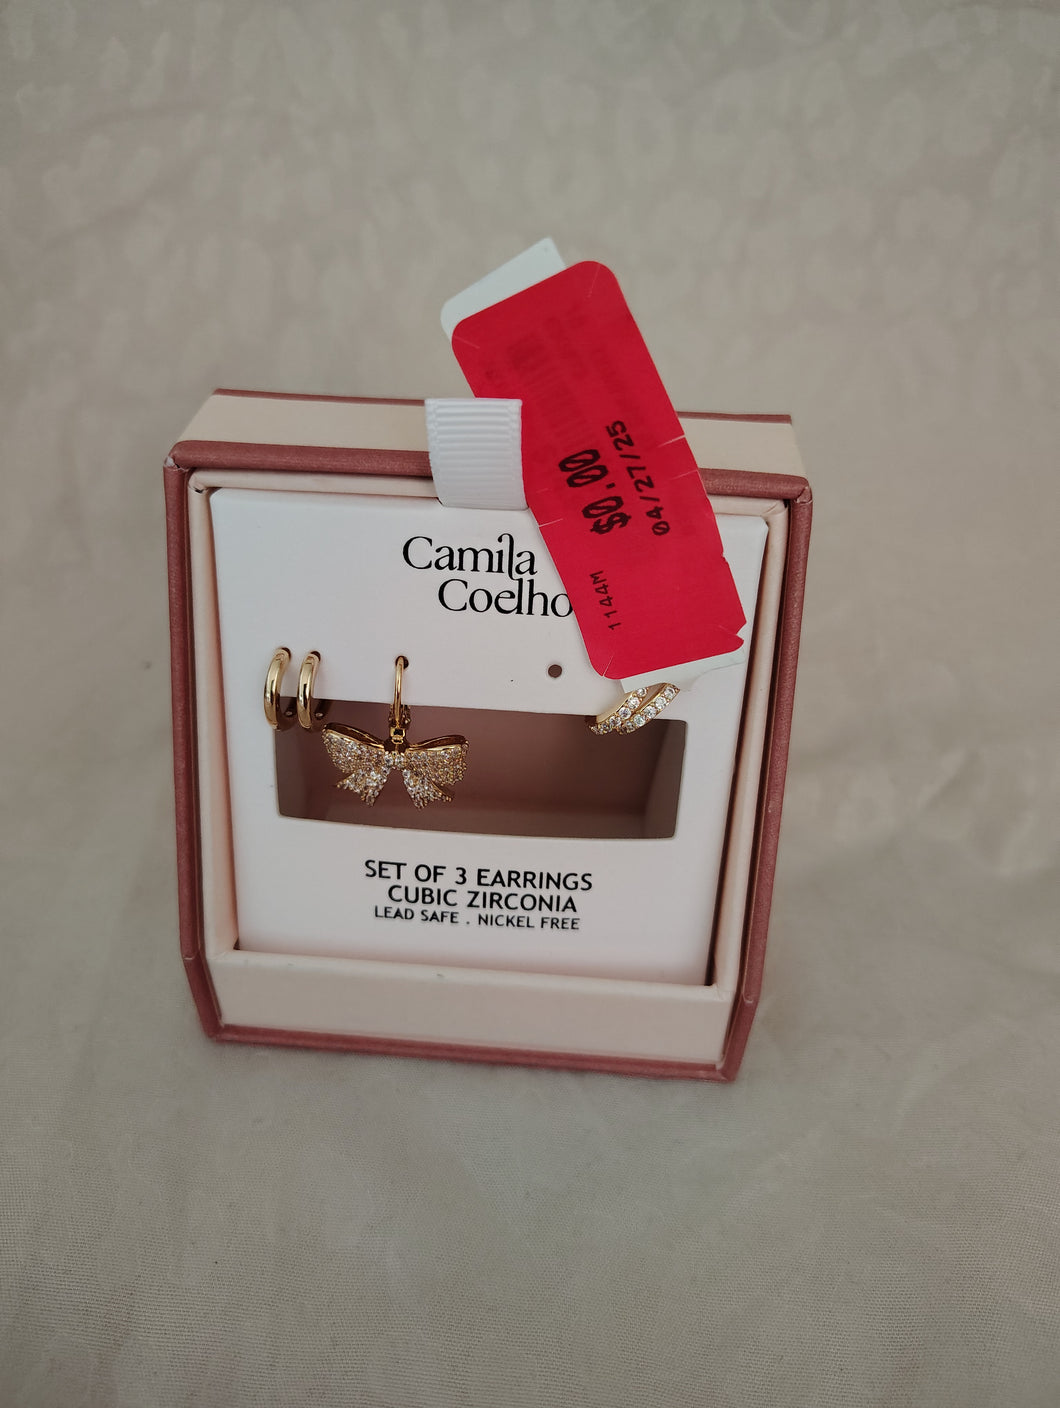 $0.00
04/27/25
1144M
Camila
Coelho
SET OF 3 EARRINGS
CUBIC ZIRCONIA
LEAD SAFE . NICKEL FREE